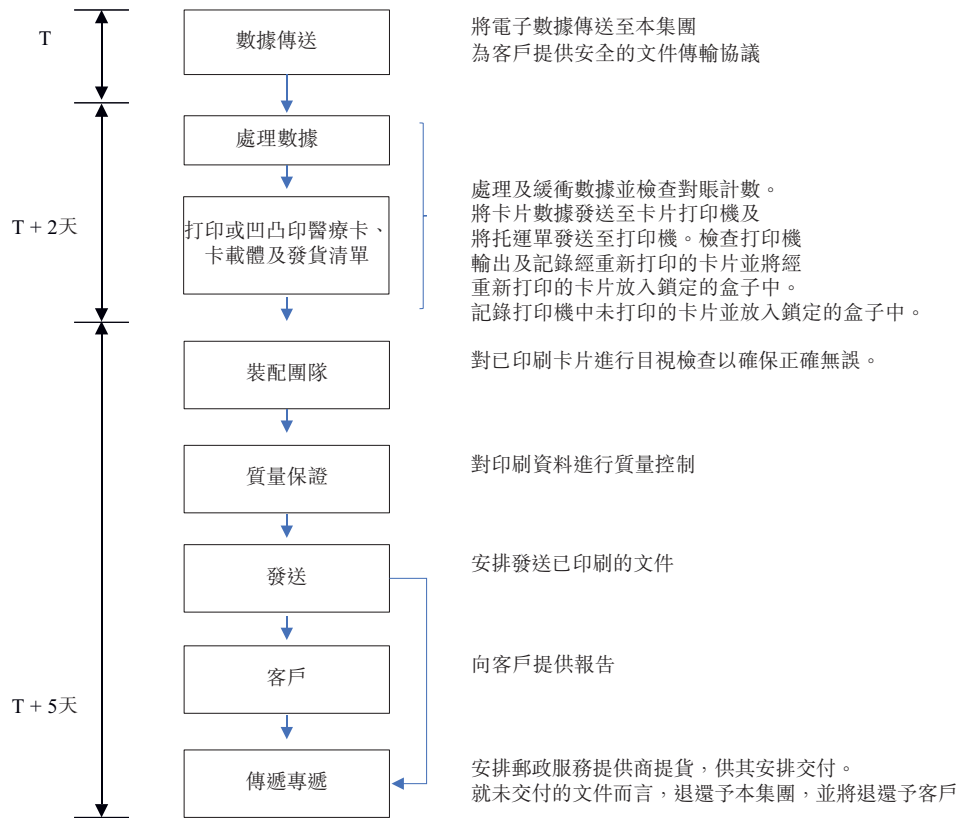 T
數據傳送
將電子數據傳送至本集團
為客戶提供安全的文件傳輸協議
處理數據
T + 2天
打印或凹凸印醫療卡、
卡載體及發貨清單
處理及緩衝數據並檢查對賬計數。
將卡片數據發送至卡片打印機及
將托運單發送至打印機。檢查打印機
輸出及記錄經重新打印的卡片並將經
重新打印的卡片放入鎖定的盒子中。
記錄打印機中未打印的卡片並放入鎖定的盒子中。
裝配團隊
對已印刷卡片進行目視檢查以確保正確無誤。
質量保證
對印刷資料進行質量控制
發送
安排發送已印刷的文件
客戶
向客戶提供報告
T + 5天
傳遞專遞
安排郵政服務提供商提貨，供其安排交付。
就未交付的文件而言，退還予本集團，並將退還予客戶